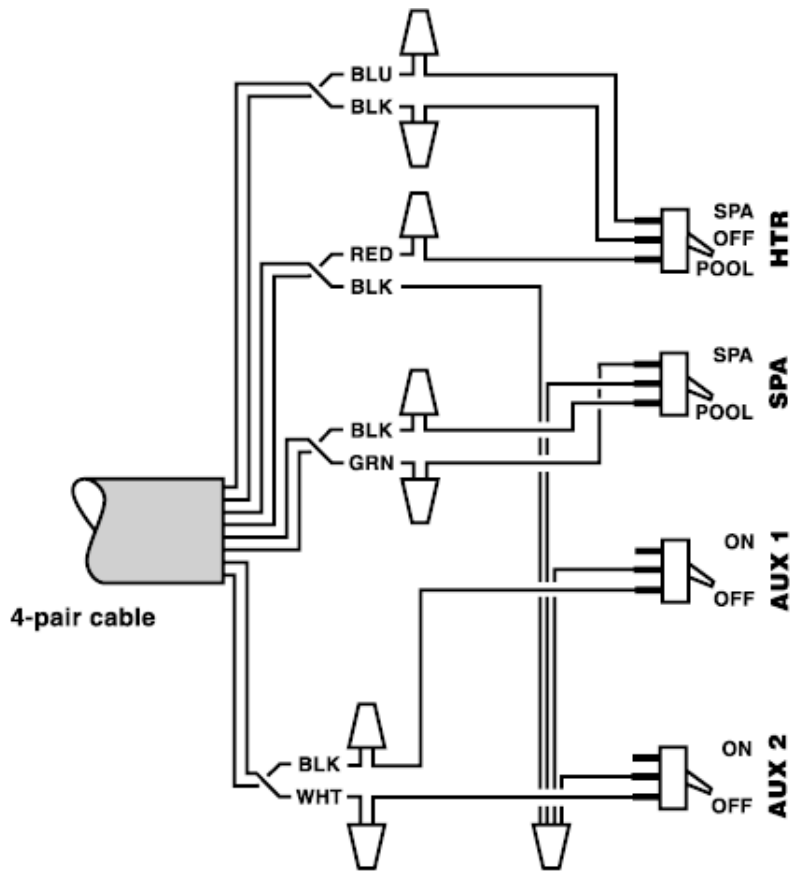 BLU
BLK
SPA
OFF
POOL
HTR
RED
BLK
SPA
POOL
SPA
BLK
GRN
ON
OFF
AUX 1
4-pair cable
BLK
WHT
ON
OFF
AUX 2